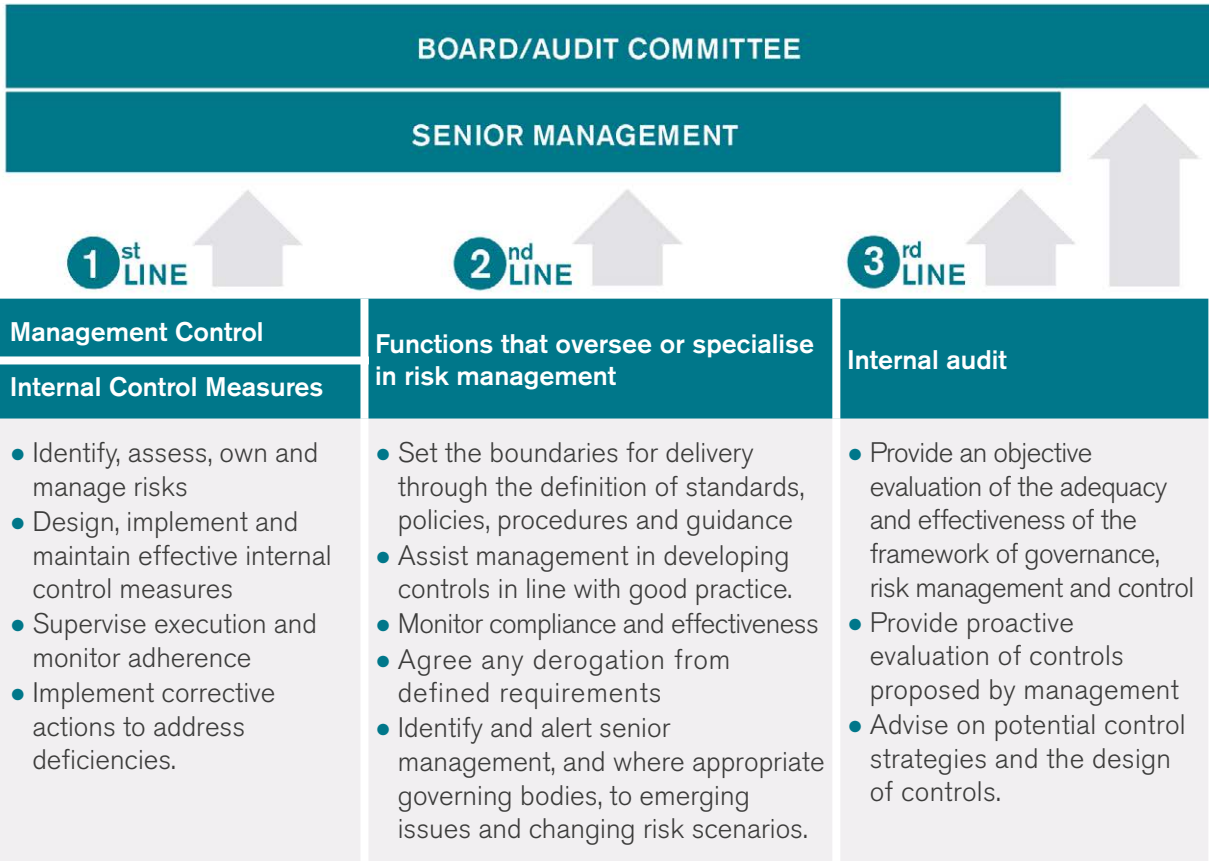 BOARD/AUDIT COMMITTEE
SENIOR MANAGEMENT
1st LINE
2nd LINE
3rd LINE
Management Control
Internal Control Measures
Functions that oversee or specialise
in risk management
Internal audit
● Identify, assess, own and
manage risks
● Design, implement and
maintain effective internal
control measures
● Supervise execution and
monitor adherence
● Implement corrective
actions to address
deficiencies.
● Set the boundaries for delivery
through the definition of standards,
policies, procedures and guidance
● Assist management in developing
controls in line with good practice.
● Monitor compliance and effectiveness
● Agree any derogation from
defined requirements
● Identify and alert senior
management, and where appropriate
governing bodies, to emerging
issues and changing risk scenarios.
● Provide an objective
evaluation of the adequacy
and effectiveness of the
framework of governance,
risk management and control
● Provide proactive
evaluation of controls
proposed by management
● Advise on potential control
strategies and the design
of controls.